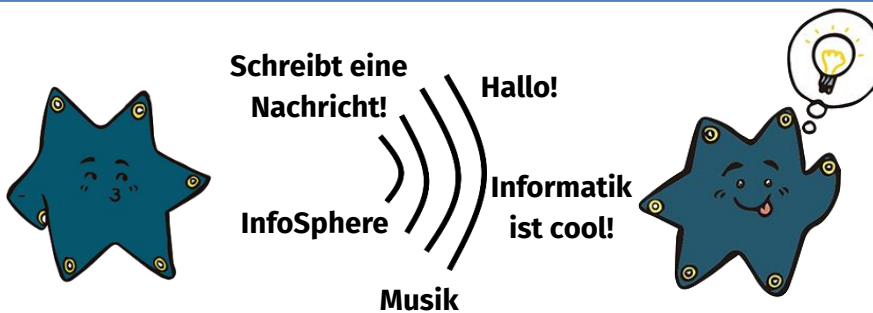 Schreibt eine
Nachricht!
Hallo!
InfoSphere
Informatik
ist cool!
Musik